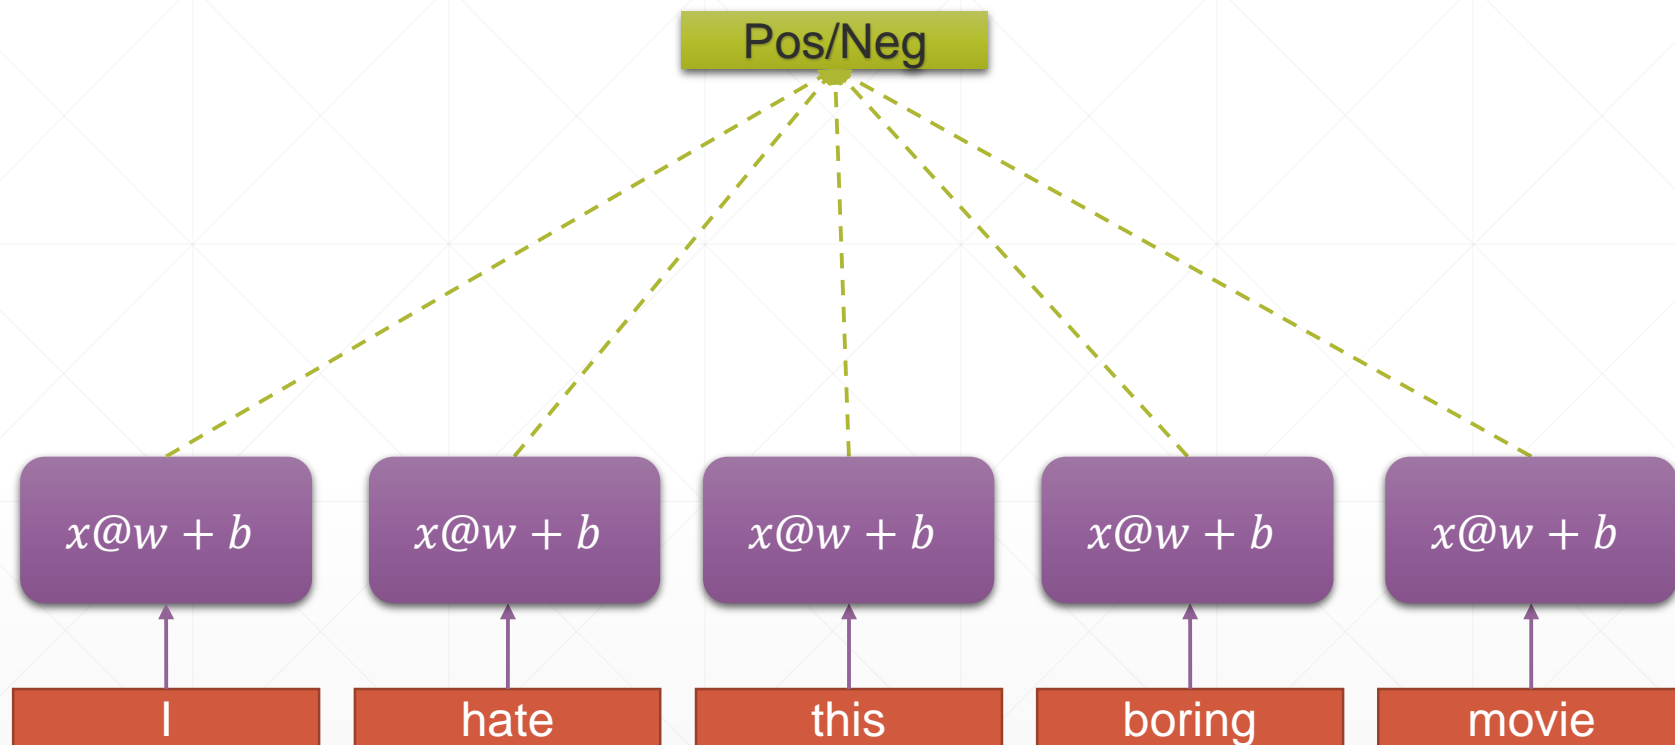 Pos/Neg
x@w + b x@w + b x@w + b x@w + b x@w + b
I hate this boring movie